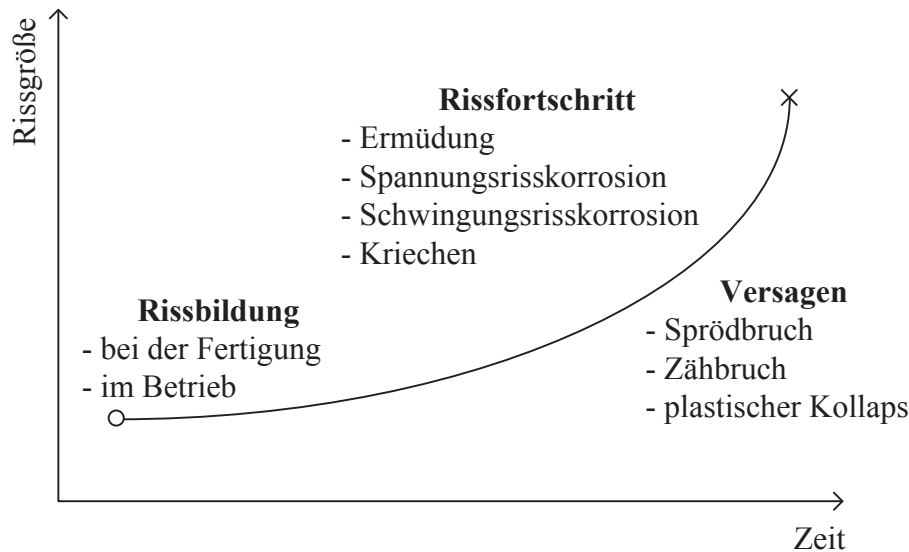 Rissgröße
Rissfortschritt
- Ermüdung
- Spannungsrisskorrosion
- Schwingungsrisskorrosion
- Kriechen
Rissbildung
- bei der Fertigung
- im Betrieb
Versagen
- Sprödbruch
- Zähbruch
- plastischer Kollaps
Zeit